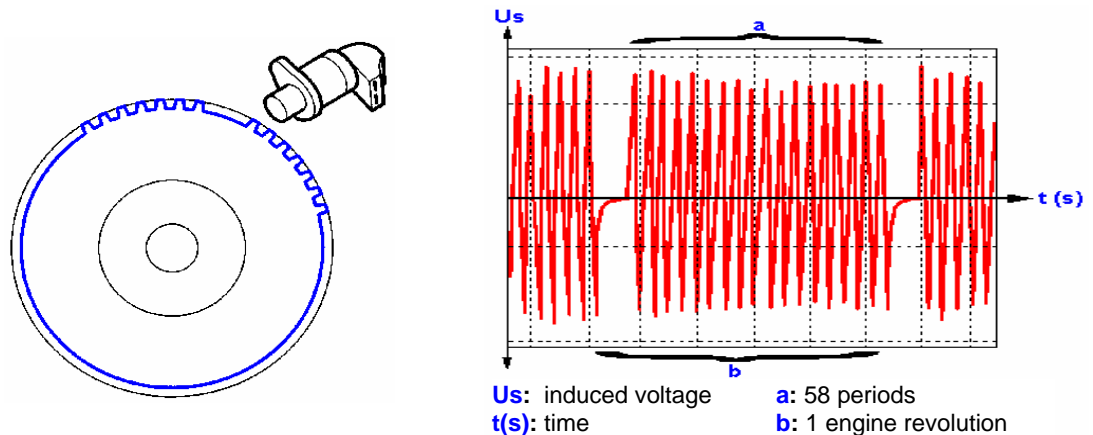 Us
a
t (s)
b
Us: induced voltage a: 58 periods
t(s): time b: 1 engine revolution